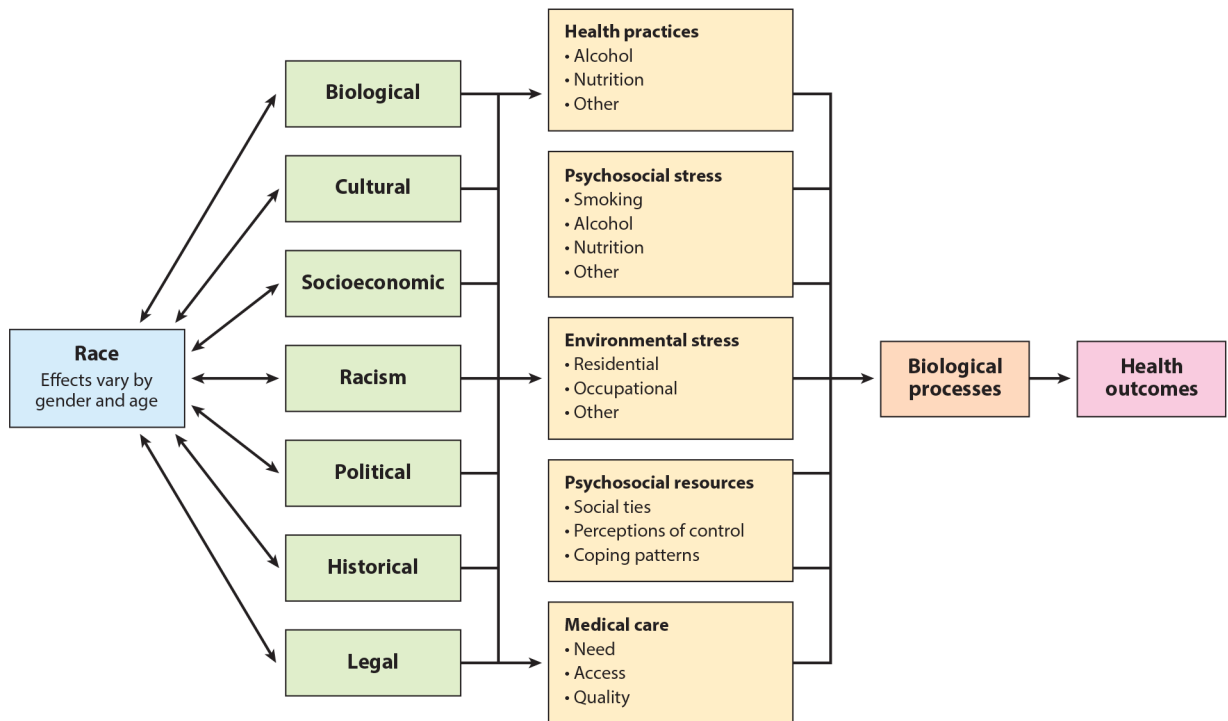 Race
Effects vary by
gender and age
Biological
Cultural
Socioeconomic
Racism
Political
Historical
Legal
Health practices
• Alcohol
• Nutrition
• Other
Psychosocial stress
• Smoking
• Alcohol
• Nutrition
• Other
Environmental stress
• Residential
• Occupational
• Other
Psychosocial resources
• Social ties
• Perceptions of control
• Coping patterns
Medical care
• Need
• Access
• Quality
Biological
processes
Health
outcomes